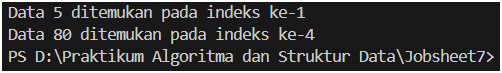 Data 5 ditemukan pada indeks ke-1
Data 80 ditemukan pada indeks ke-4
PS D:\Praktikum Algoritma dan Struktur Data\Jobsheet7>